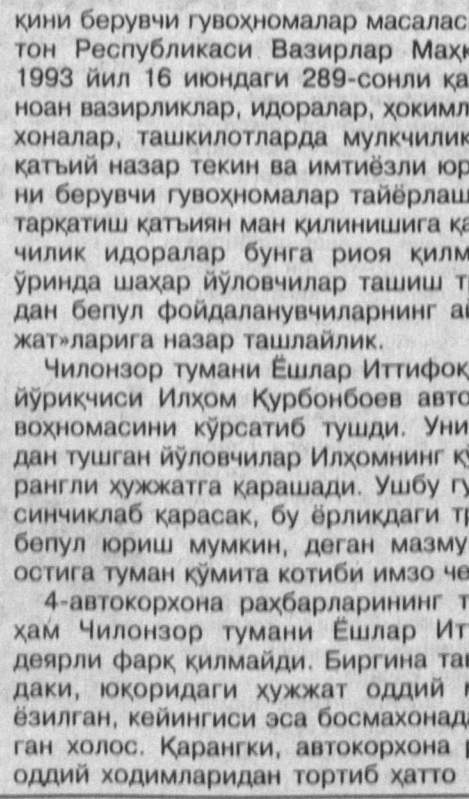 қини берувчи гувоҳномалар масалас
тон Республикаси Вазирлар Маҳк
1993 йил 16 июндаги 289-сонли қа
ноан вазирликлар, идоралар, ҳокимл
хоналар, ташкилотларда мулкчилик
қатъий назар текин ва имтиёзли юр
ни берувчи гувоҳномалар тайёрлаш
тарқатиш қатъиян ман қилинишига қа
чилик идоралар бунга риоя қилм
ўринда шаҳар йўловчилар ташиш т
дан бепул фойдаланувчиларнинг а
жат»ларига назар ташлайлик.
Чилонзор тумани Ёшлар Иттифоқ
йўриқчиси Илҳом Қурбонбоев авто
воҳномасини кўрсатиб тушди. Уни
дан тушган йўловчилар Илҳомнинг қ
рангли ҳужжатга қарашади. Ушбу гу
синчиклаб қарасак, бу ёрлиқдаги т
бепул юриш мумкин, деган мазму
остига туман қўмита котиби имзо че
4-автокорхона раҳбарларининг т
ҳам Чилонзор тумани Ёшлар Ит
деярли фарқ қилмайди. Биргина та
даки, юқоридаги ҳужжат оддий
ёзилган, кейингиси эса босмахонад
ган холос. Қарангки, автокорхона
оддий ходимларидан тортиб ҳатто